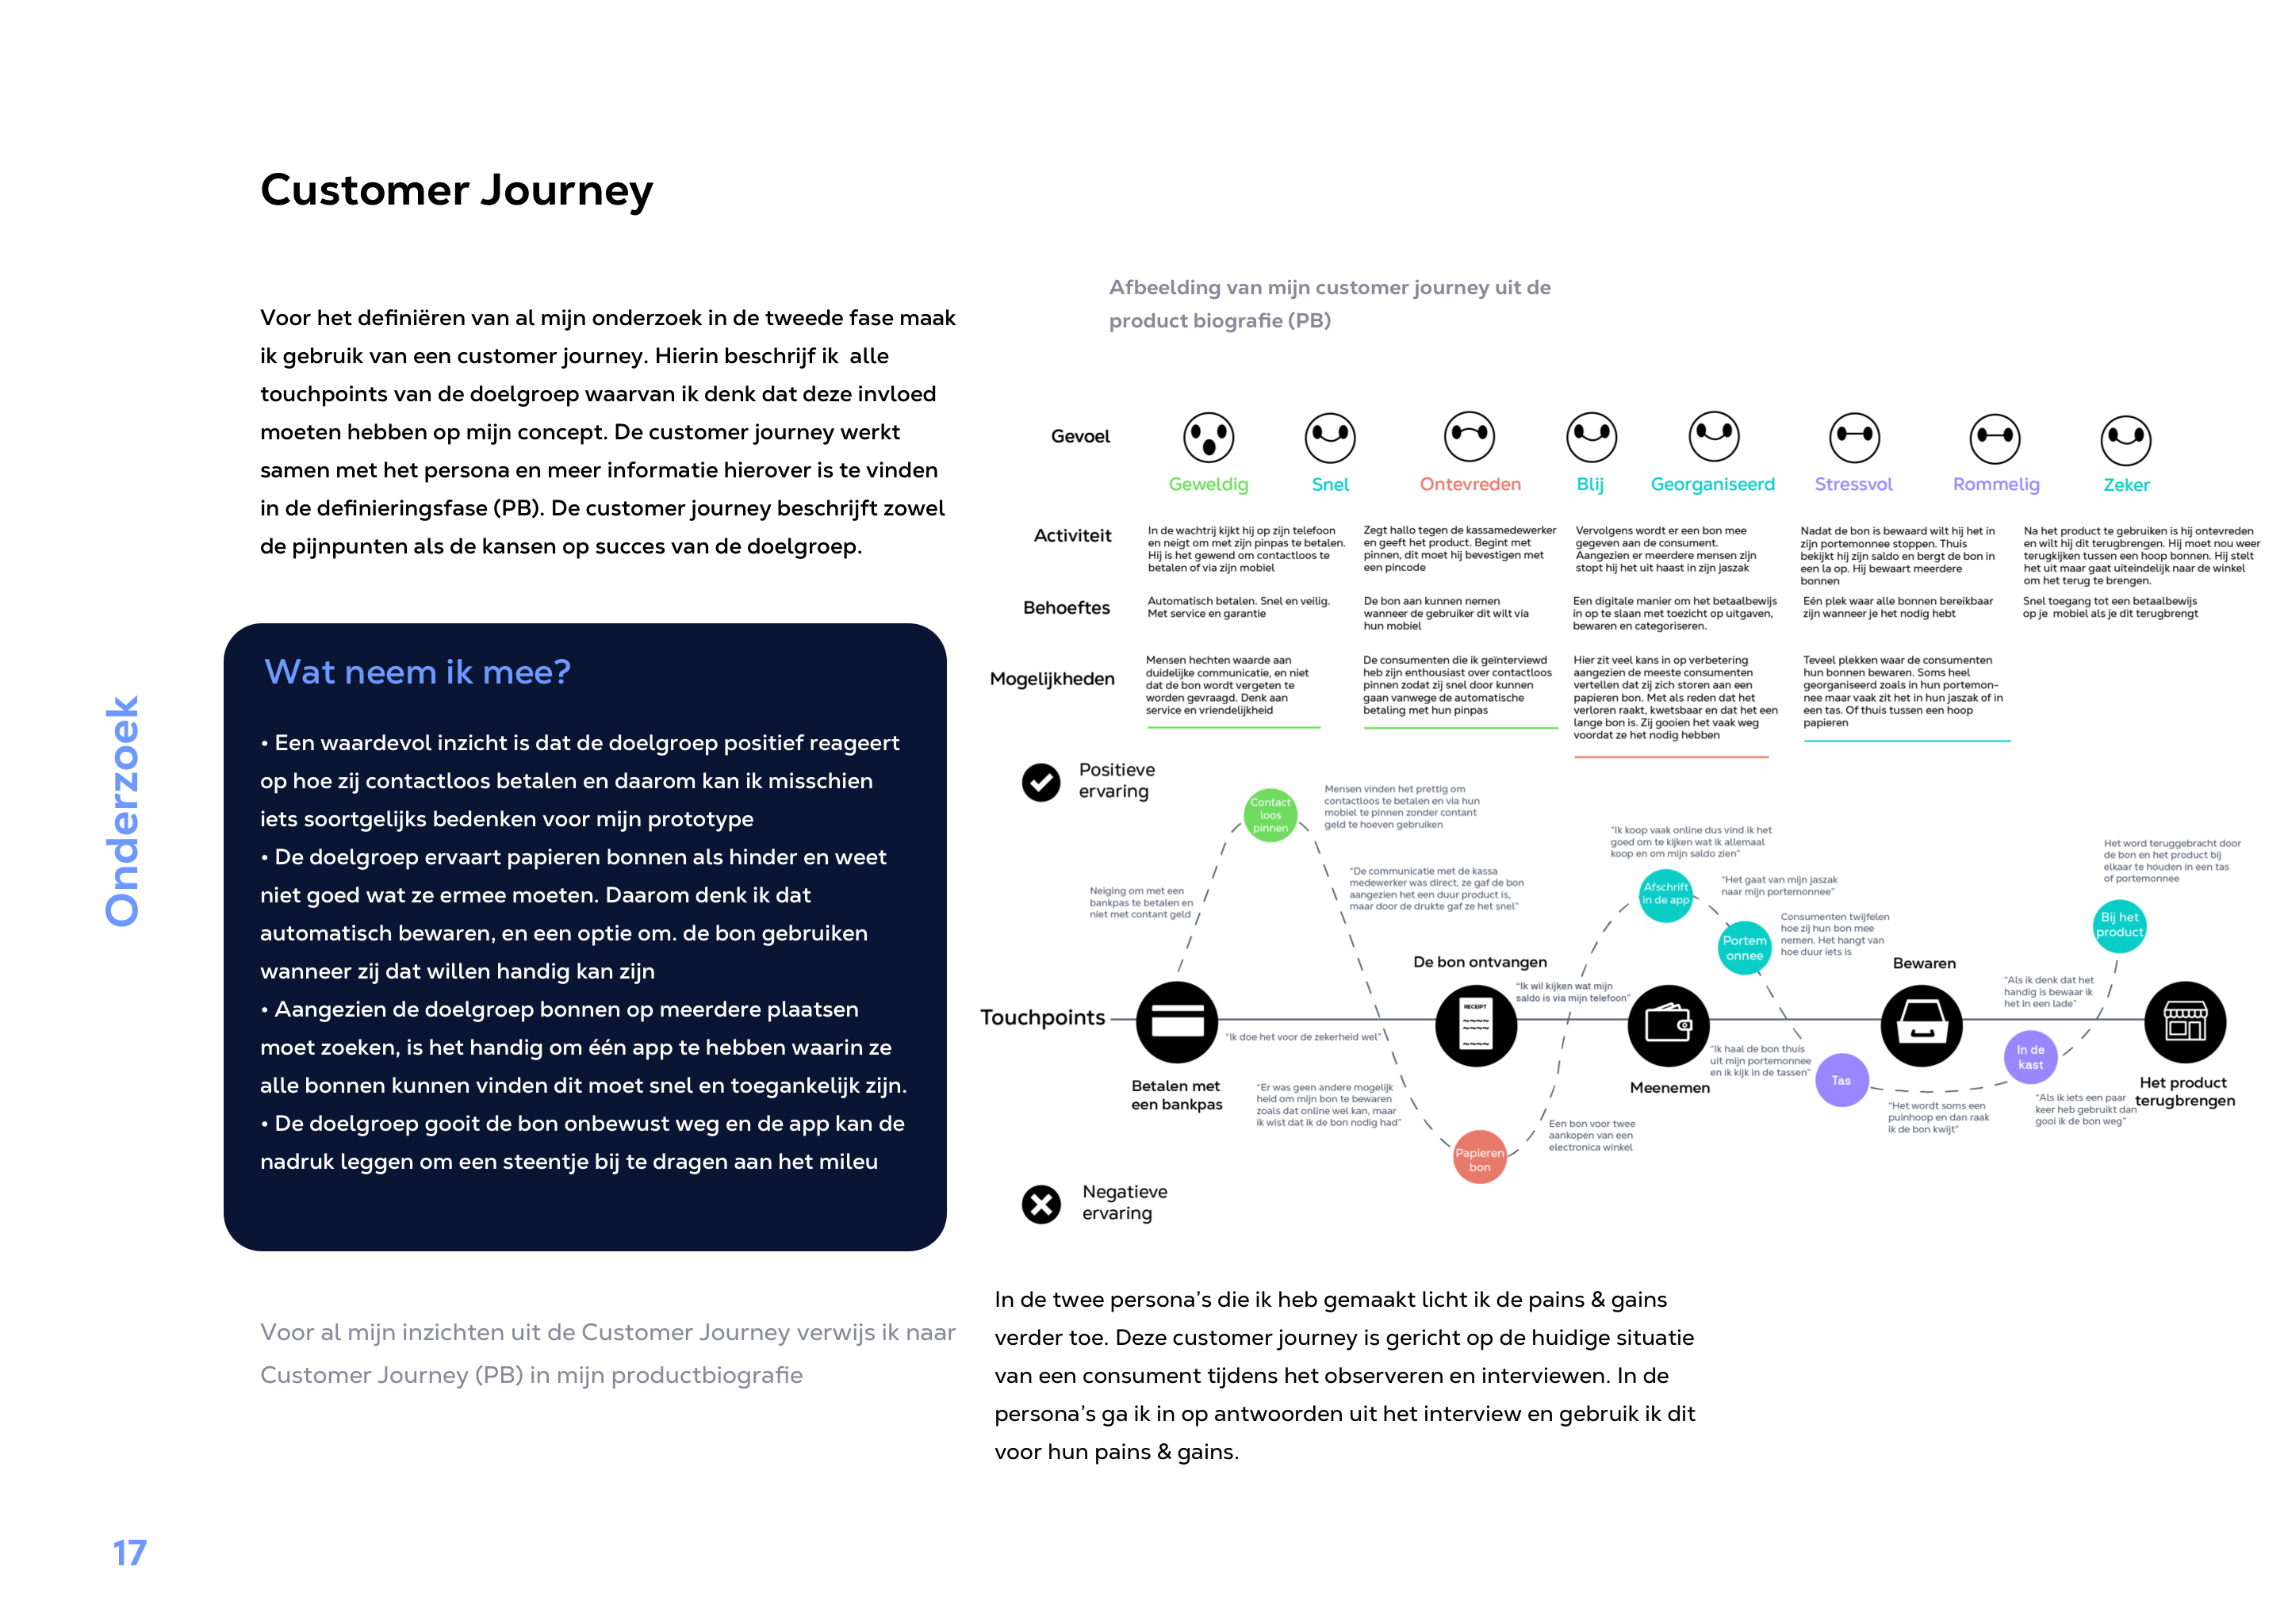 Customer Journey
Voor het definiëren van al mijn onderzoek in de tweede fase maak
ik gebruik van een customer journey. Hierin beschrijf ik  alle
touchpoints van de doelgroep waarvan ik denk dat deze invloed
moeten hebben op mijn concept. De customer journey werkt
samen met het persona en meer informatie hierover is te vinden
in de definieringsfase (PB). De customer journey beschrijft zowel
de pijnpunten als de kansen op succes van de doelgroep.
Wat neem ik mee?
• Een waardevol inzicht is dat de doelgroep positief reageert
op hoe zij contactloos betalen en daarom kan ik misschien
iets soortgelijks bedenken voor mijn prototype
• De doelgroep ervaart papieren bonnen als hinder en weet
niet goed wat ze ermee moeten. Daarom denk ik dat
automatisch bewaren, en een optie om. de bon gebruiken
wanneer zij dat willen handig kan zijn
• Aangezien de doelgroep bonnen op meerdere plaatsen
moet zoeken, is het handig om één app te hebben waarin ze
alle bonnen kunnen vinden dit moet snel en toegankelijk zijn.
• De doelgroep gooit de bon onbewust weg en de app kan de
nadruk leggen om een steentje bij te dragen aan het mileu
Voor al mijn inzichten uit de Customer Journey verwijs ik naar
Customer Journey (PB) in mijn productbiografie
Onderzoek
17
Afbeelding van mijn customer journey uit de
product biografie (PB)
Gevoel
Geweldig
Snel
Ontevreden
Blij
Georganiseerd
Stressvol
Rommelig
Zeker
Activiteit
In de wachtrij kijkt hij op zijn telefoon
en neigt om met zijn pinpas te betalen.
Hij is het gewend om contactloos te
betalen of via zijn mobiel
Zegt hallo tegen de kassamedewerker
en geeft het product. Begint met
pinnen, dit moet hij bevestigen met
een pincode
Vervolgens wordt er een bon mee
gegeven aan de consument.
Aangezien er meerdere mensen zijn
stopt hij het uit haast in zijn jaszak
Nadat de bon is bewaard wilt hij het in
zijn portemonnee stoppen. Thuis
bekijkt hij zijn saldo en bergt de bon in
een la op. Hij bewaart meerdere
bonnen
Na het product te gebruiken is hij ontevreden
en wilt hij dit terugbrengen. Hij moet nou weer
terugkijken tussen een hoop bonnen. Hij stelt
het uit maar gaat uiteindelijk naar de winkel
om het terug te brengen.
Behoeftes
Automatisch betalen. Snel en veilig.
Met service en garantie
De bon aan kunnen nemen
wanneer de gebruiker dit wilt via
hun mobiel
Een digitale manier om het betaalbewijs
in op te slaan met toezicht op uitgaven,
bewaren en categoriseren.
Eén plek waar alle bonnen bereikbaar
zijn wanneer je het nodig hebt
Snel toegang tot een betaalbewijs
op je  mobiel als je dit terugbrengt
Mogelijkheden
Mensen hechten waarde aan
duidelijke communicatie, en niet
dat de bon wordt vergeten te
worden gevraagd. Denk aan
service en vriendelijkheid
De consumenten die ik geïnterviewd
heb zijn enthousiast over contactloos
pinnen zodat zij snel door kunnen
gaan vanwege de automatische
betaling met hun pinpas
Hier zit veel kans in op verbetering
aangezien de meeste consumenten
vertellen dat zij zich storen aan een
papieren bon. Met als reden dat het
verloren raakt, kwetsbaar en dat het een
lange bon is. Zij gooien het vaak weg
voordat ze het nodig hebben
Teveel plekken waar de consumenten
hun bonnen bewaren. Soms heel
georganiseerd zoals in hun portemon-
nee maar vaak zit het in hun jaszak of in
een tas. Of thuis tussen een hoop
papieren
Positieve
ervaring
Contact
loos
pinnen
Mensen vinden het prettig om
contactloos te betalen en via hun
mobiel te pinnen zonder contant
geld te hoeven gebruiken
Neiging om met een
bankpas te betalen en
niet met contant geld
"De communicatie met de kassa
medewerker was direct, ze gaf de bon
aangezien het een duur product is,
maar door de drukte gaf ze het snel"
"Ik koop vaak online dus vind ik het
goed om te kijken wat ik allemaal
koop en om mijn saldo zien"
Afschrift
in de app
"Het gaat van mijn jaszak
naar mijn portemonnee"
Portem
onnee
Consumenten twijfelen
hoe zij hun bon mee
nemen. Het hangt van
hoe duur iets is
Het word teruggebracht door
de bon en het product bij
elkaar te houden in een tas
of portemonnee
Bij het
product
De bon ontvangen
"Ik wil kijken wat mijn
saldo is via mijn telefoon"
Bewaren
"Als ik denk dat het
handig is bewaar ik
het in een lade"
Touchpoints
RECEIPT
"Ik doe het voor de zekerheid wel"
Betalen met
een bankpas
"Er was geen andere mogelijk
heid om mijn bon te bewaren
zoals dat online wel kan, maar
ik wist dat ik de bon nodig had"
Papieren
bon
Een bon voor twee
aankopen van een
electronica winkel
Meenemen
"Ik haal de bon thuis
uit mijn portemonnee
en ik kijk in de tassen"
Tas
"Het wordt soms een
puinhoop en dan raak
ik de bon kwijt"
In de
kast
"Als ik iets een paar
keer heb gebruikt dan
gooi ik de bon weg"
Het product
terugbrengen
Negatieve
ervaring
In de twee persona's die ik heb gemaakt licht ik de pains & gains
verder toe. Deze customer journey is gericht op de huidige situatie
van een consument tijdens het observeren en interviewen. In de
persona's ga ik in op antwoorden uit het interview en gebruik ik dit
voor hun pains & gains.